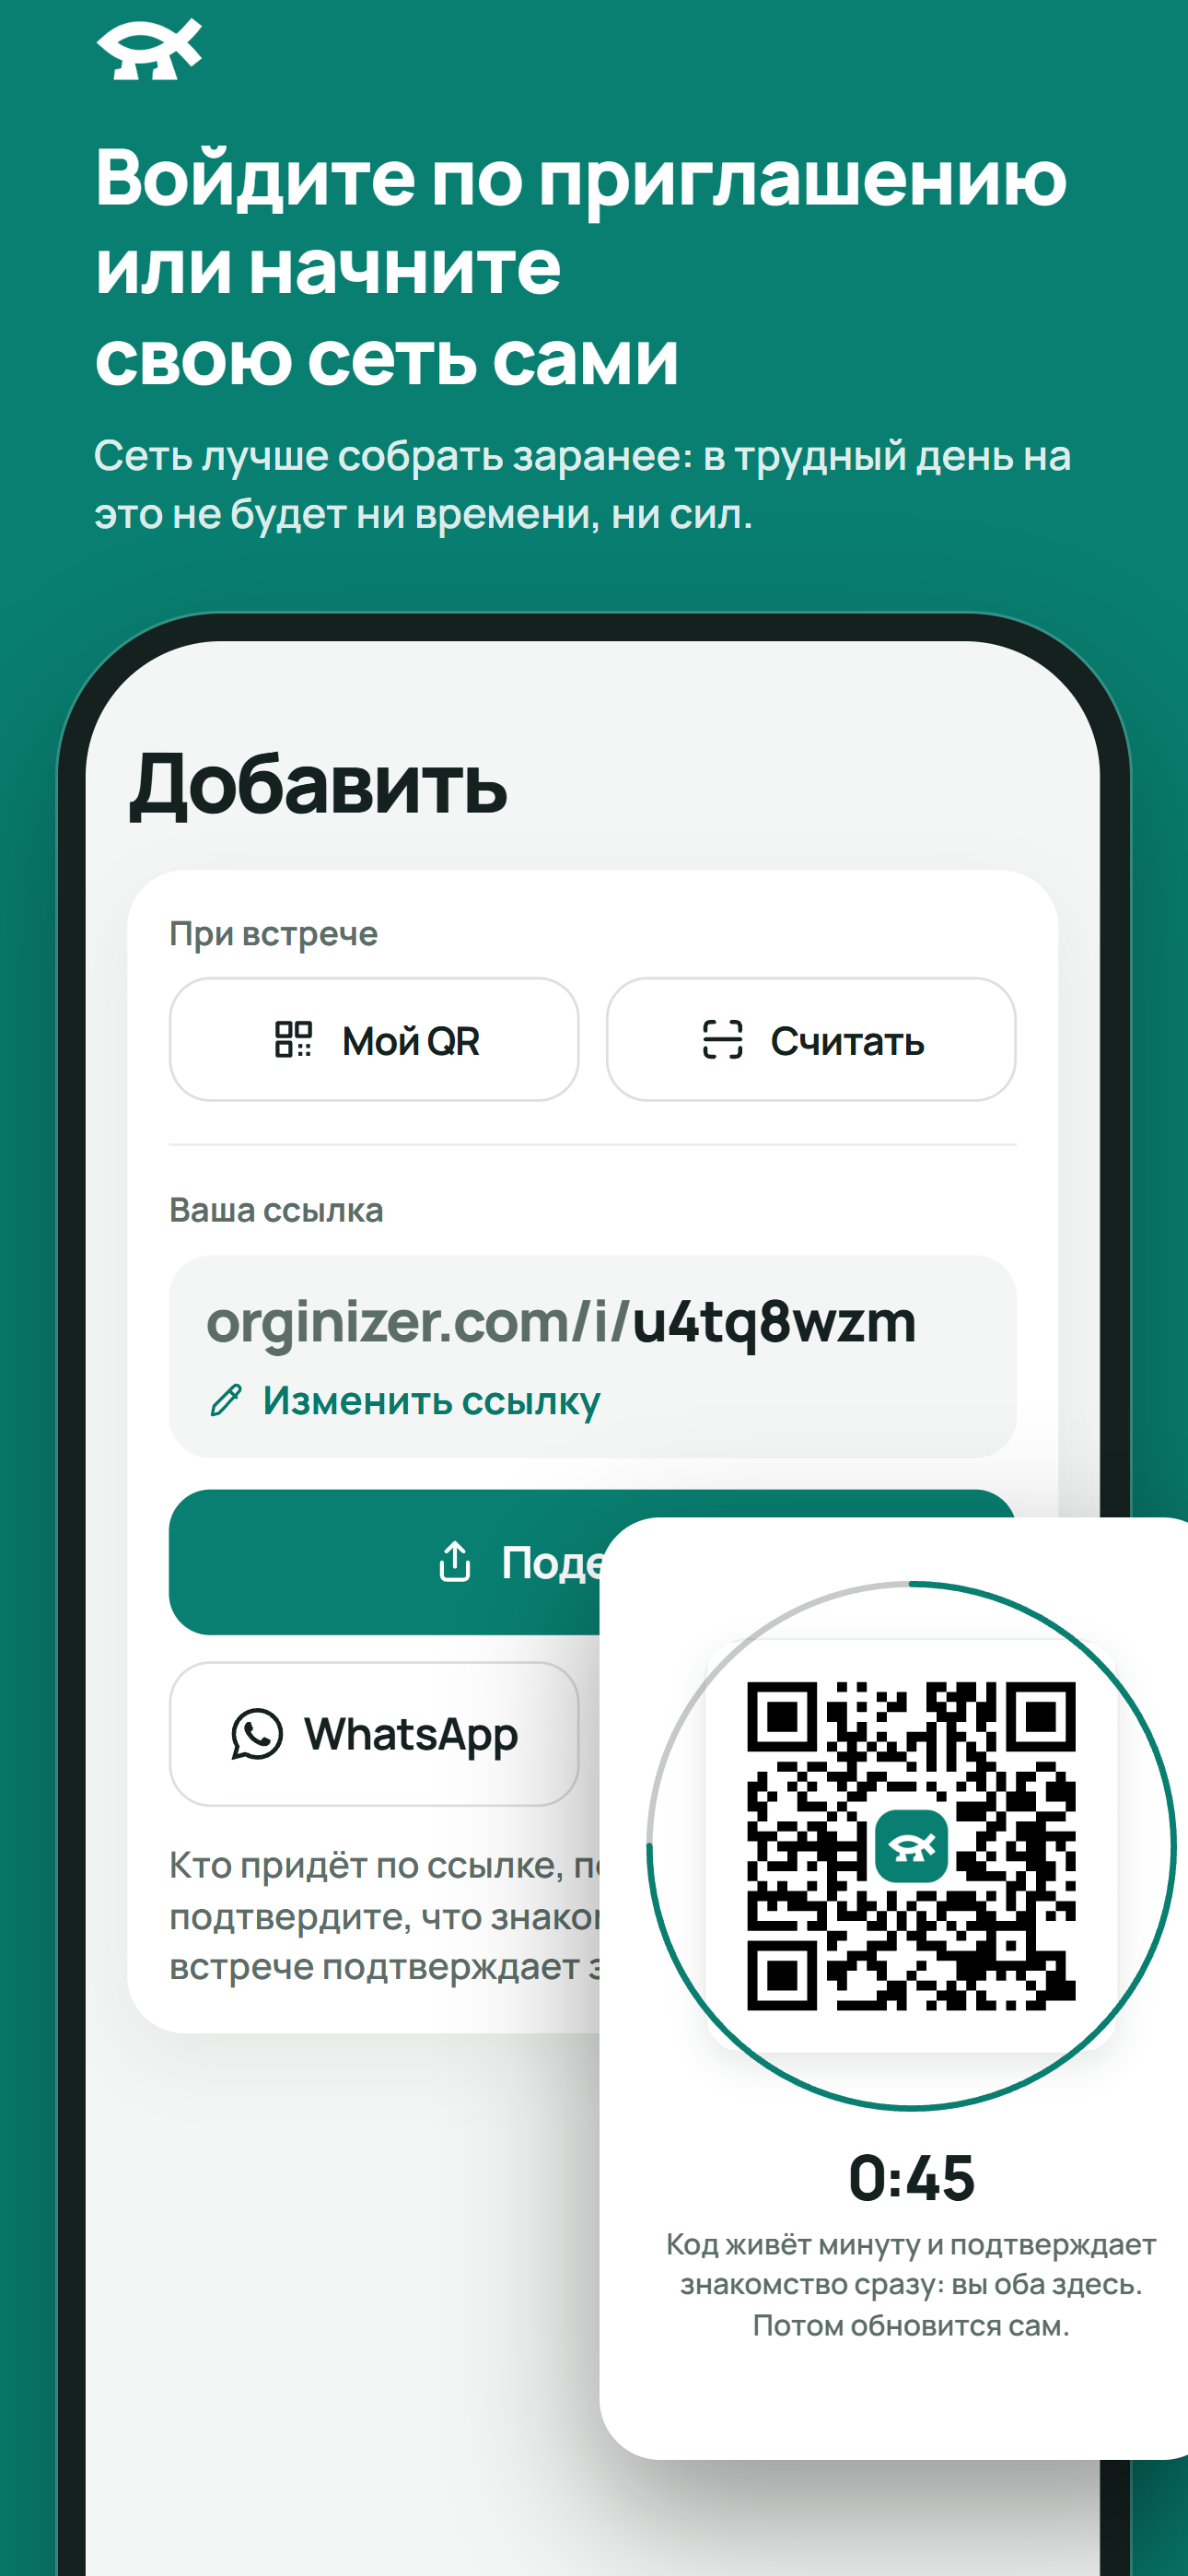 Войдите по приглашению
или начните
свою сеть сами
Сеть лучше собрать заранее: в трудный день на
это не будет ни времени, ни сил.
Добавить
При встрече
Мой QR
Считать
Ваша ссылка
orginizer.com/i/u4tq8wzm
Изменить ссылку
WhatsApp
Кто придёт по ссылке,
подтвердите, что
встрече подтверждает
0:45
Код живёт минуту и подтверждает
знакомство сразу: вы оба здесь.
Потом обновится сам.